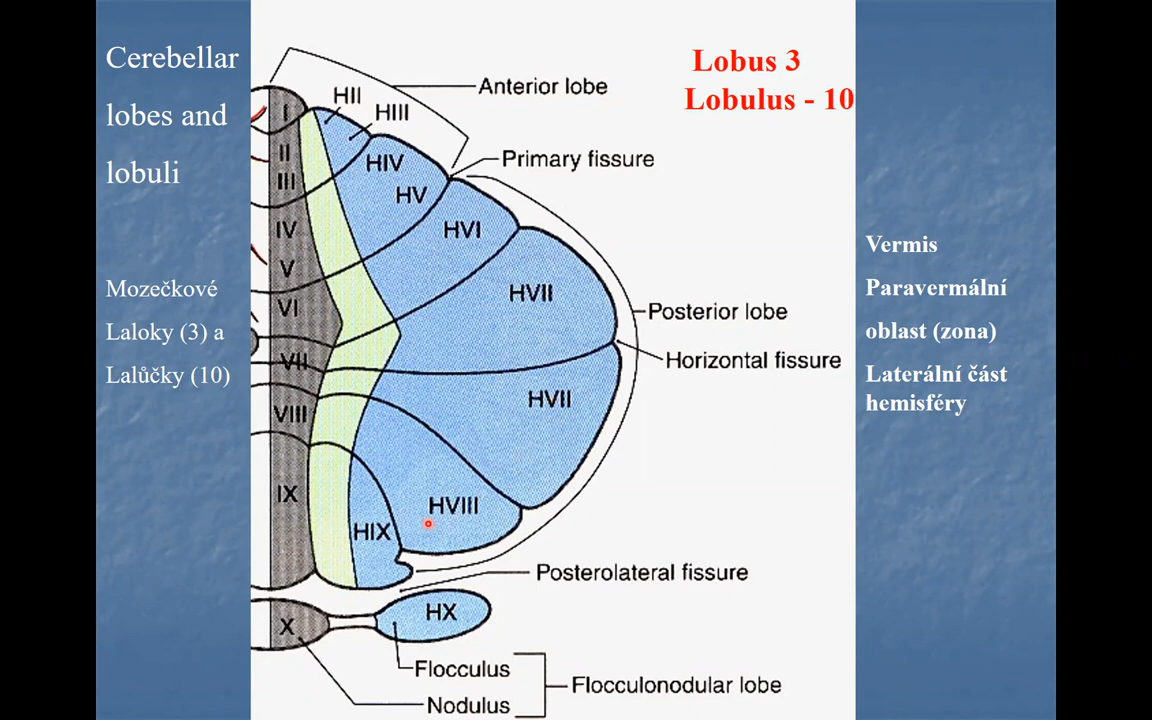 Cerebellar
lobes and
lobuli
Mozečkové
Laloky (3) a
Lalůčky (10)
Lobus 3
Lobulus - 10
Anterior lobe
HII
HIII
I
Primary fissure
II
HIV
III
HV
IV
HVI
V
HVII
VI
Posterior lobe
Horizontal fissure
VII
HVII
VIII
IX
HVIII
HIX
Posterolateral fissure
X
HX
Flocculus
Flocculonodular lobe
Nodulus
Vermis
Paravermální
oblast (zona)
Laterální část
hemisféry